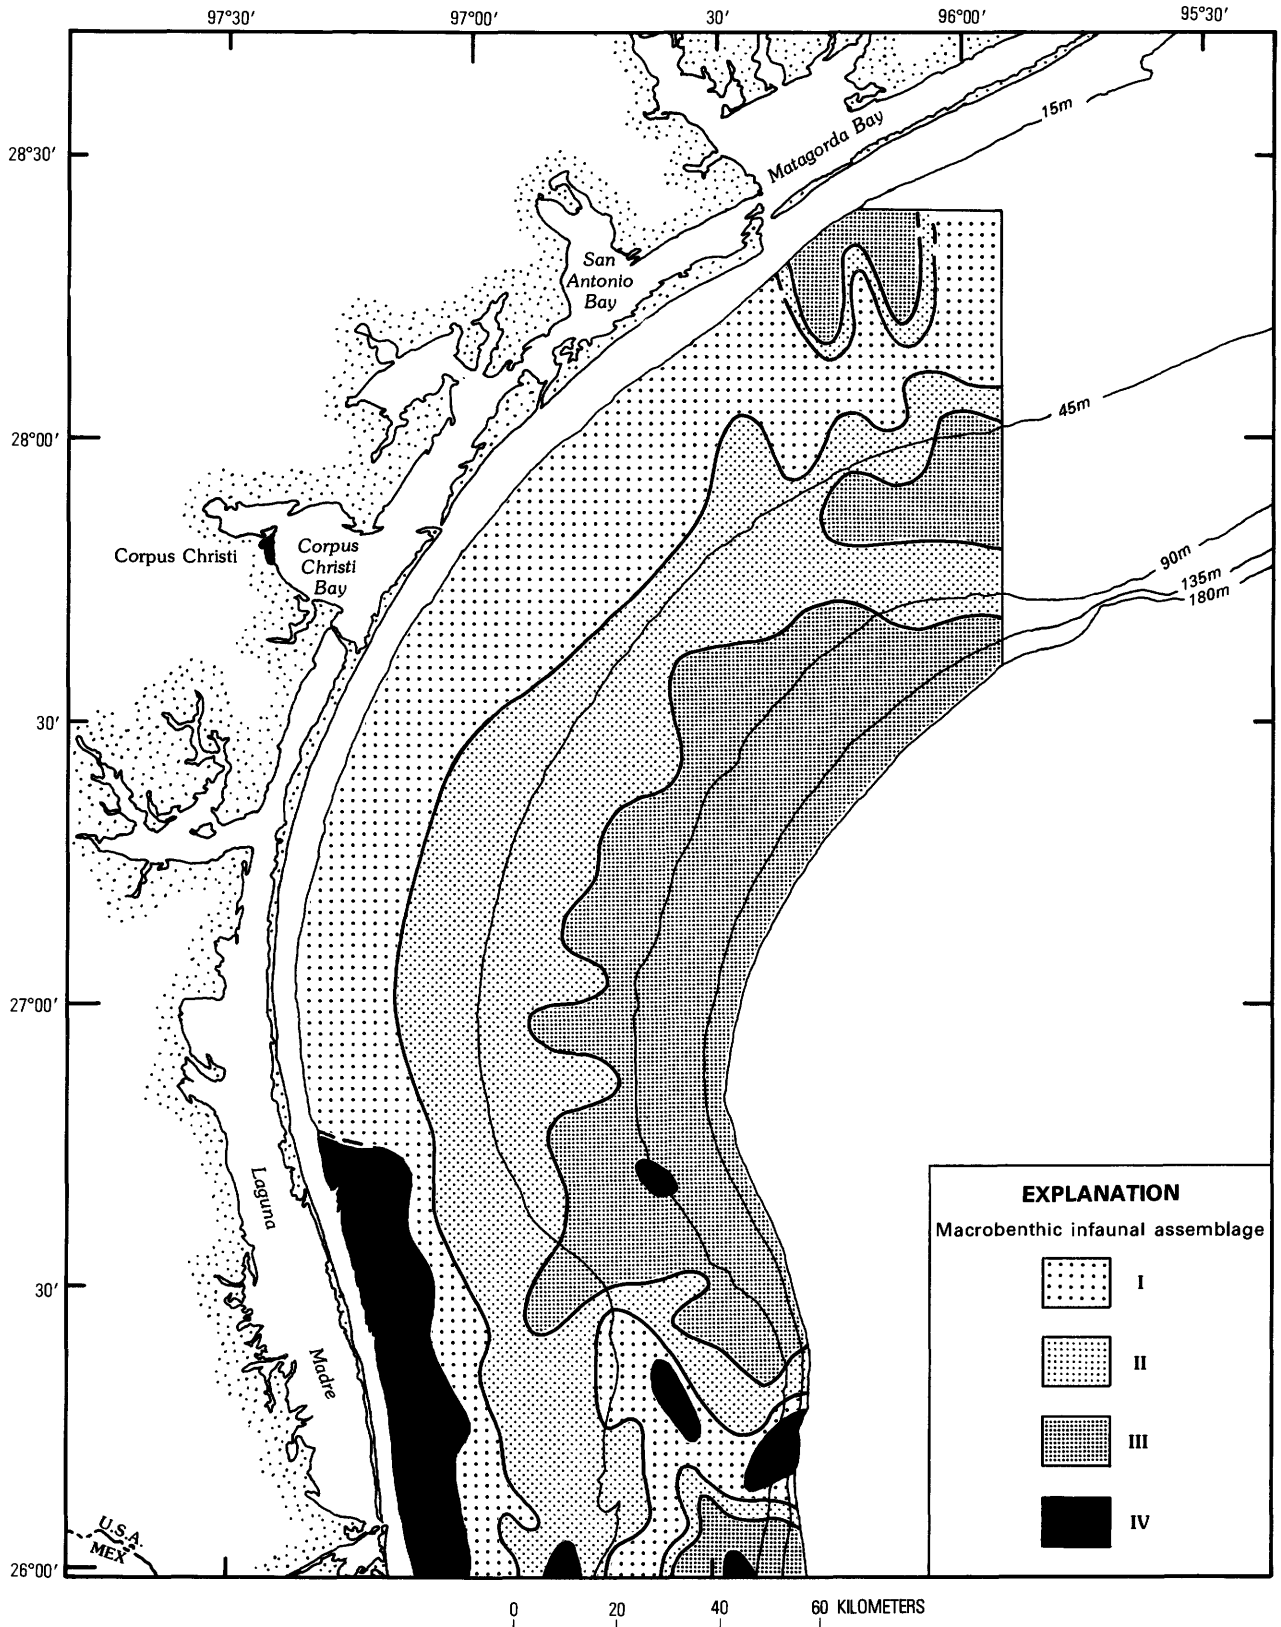 97°30′ 97°00′ 30′ 96°00′ 95°30′
15m
Matagorda Bay
28°30′
San
Antonio
Bay
45m
28°00′
Corpus Christi
Corpus
Christi
Bay
90m
135m
180m
30′
27°00′
Laguna
Madre
30′
EXPLANATION
Macrobenthic infaunal assemblage
I
II
III
IV
U.S.A.
MEX
26°00′
0 20 40 60 KILOMETERS